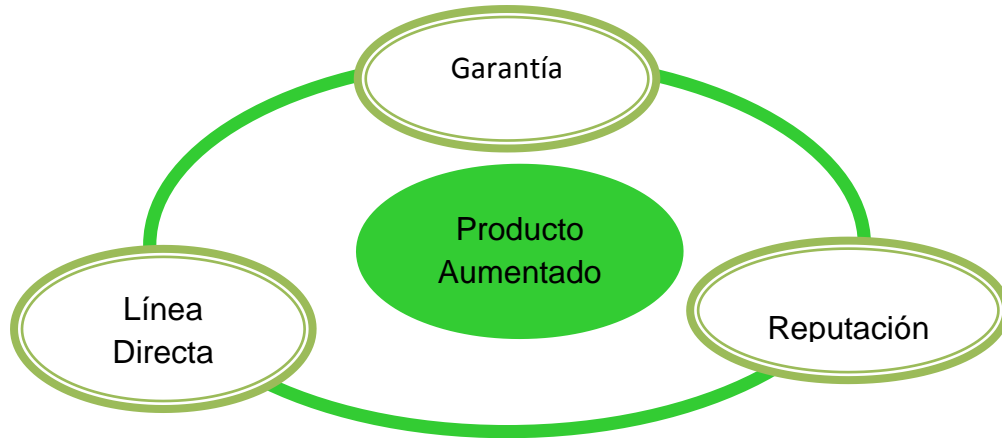 Garantía
Producto
Aumentado
Línea
Directa
Reputación